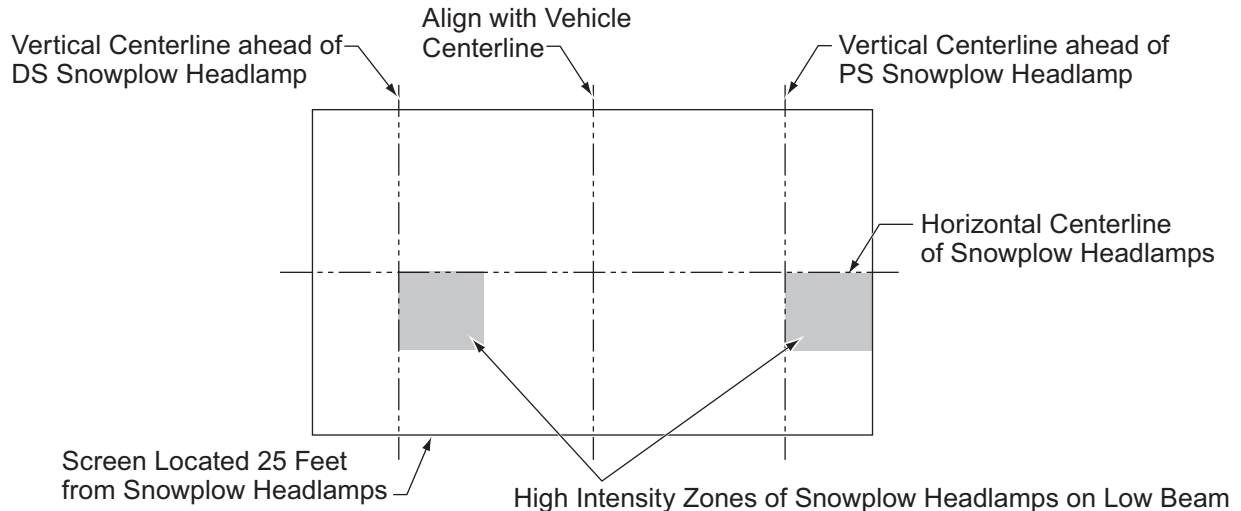 Vertical Centerline ahead of
DS Snowplow Headlamp
Align with Vehicle
Centerline
Vertical Centerline ahead of
PS Snowplow Headlamp
Horizontal Centerline
of Snowplow Headlamps
Screen Located 25 Feet
from Snowplow Headlamps
High Intensity Zones of Snowplow Headlamps on Low Beam